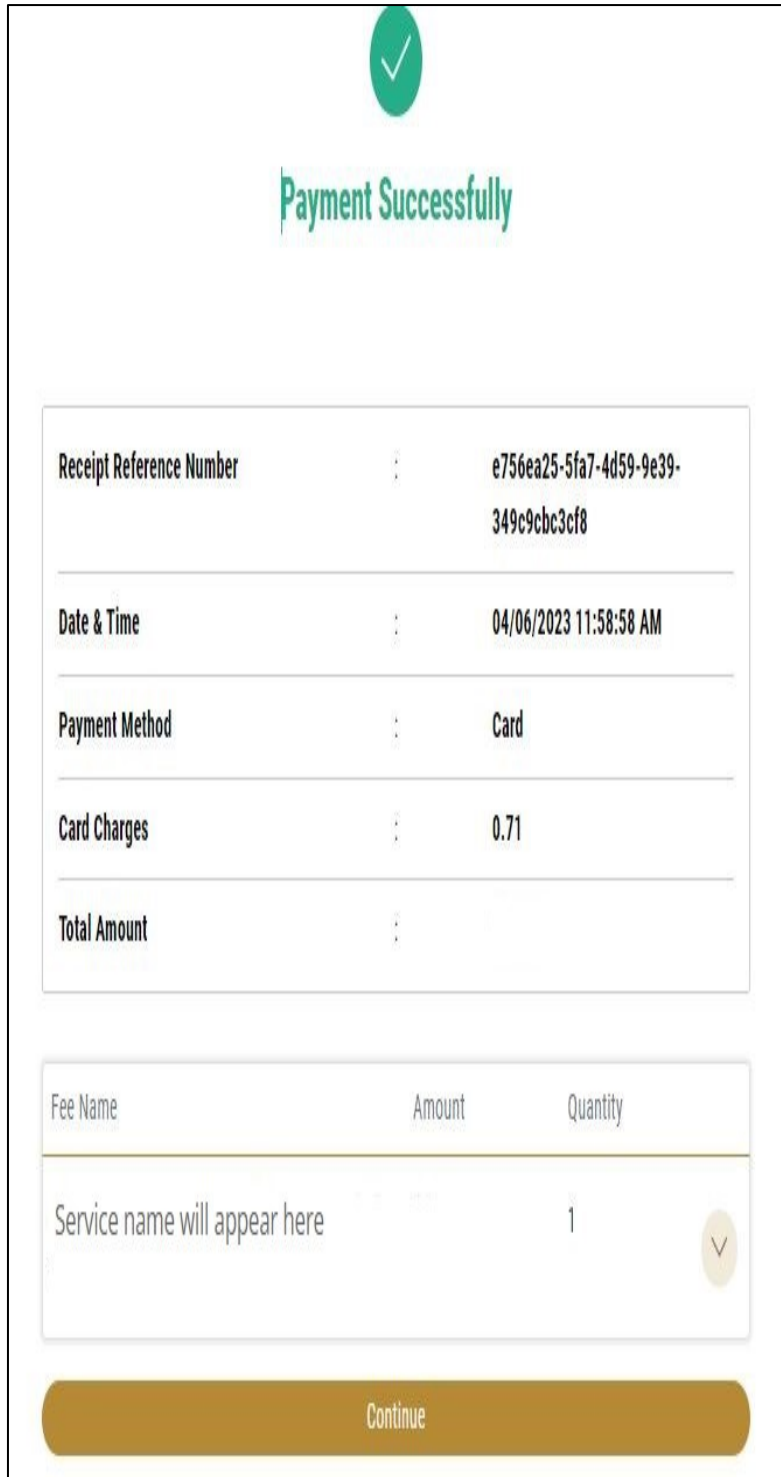 Payment Successfully
Receipt Reference Number : e756ea25-5fa7-4d59-9e39-
349c9cbc3cf8
Date & Time : 04/06/2023 11:58:58 AM
Payment Method : Card
Card Charges : 0.71
Total Amount :
Fee Name Amount Quantity
Service name will appear here 1
Continue